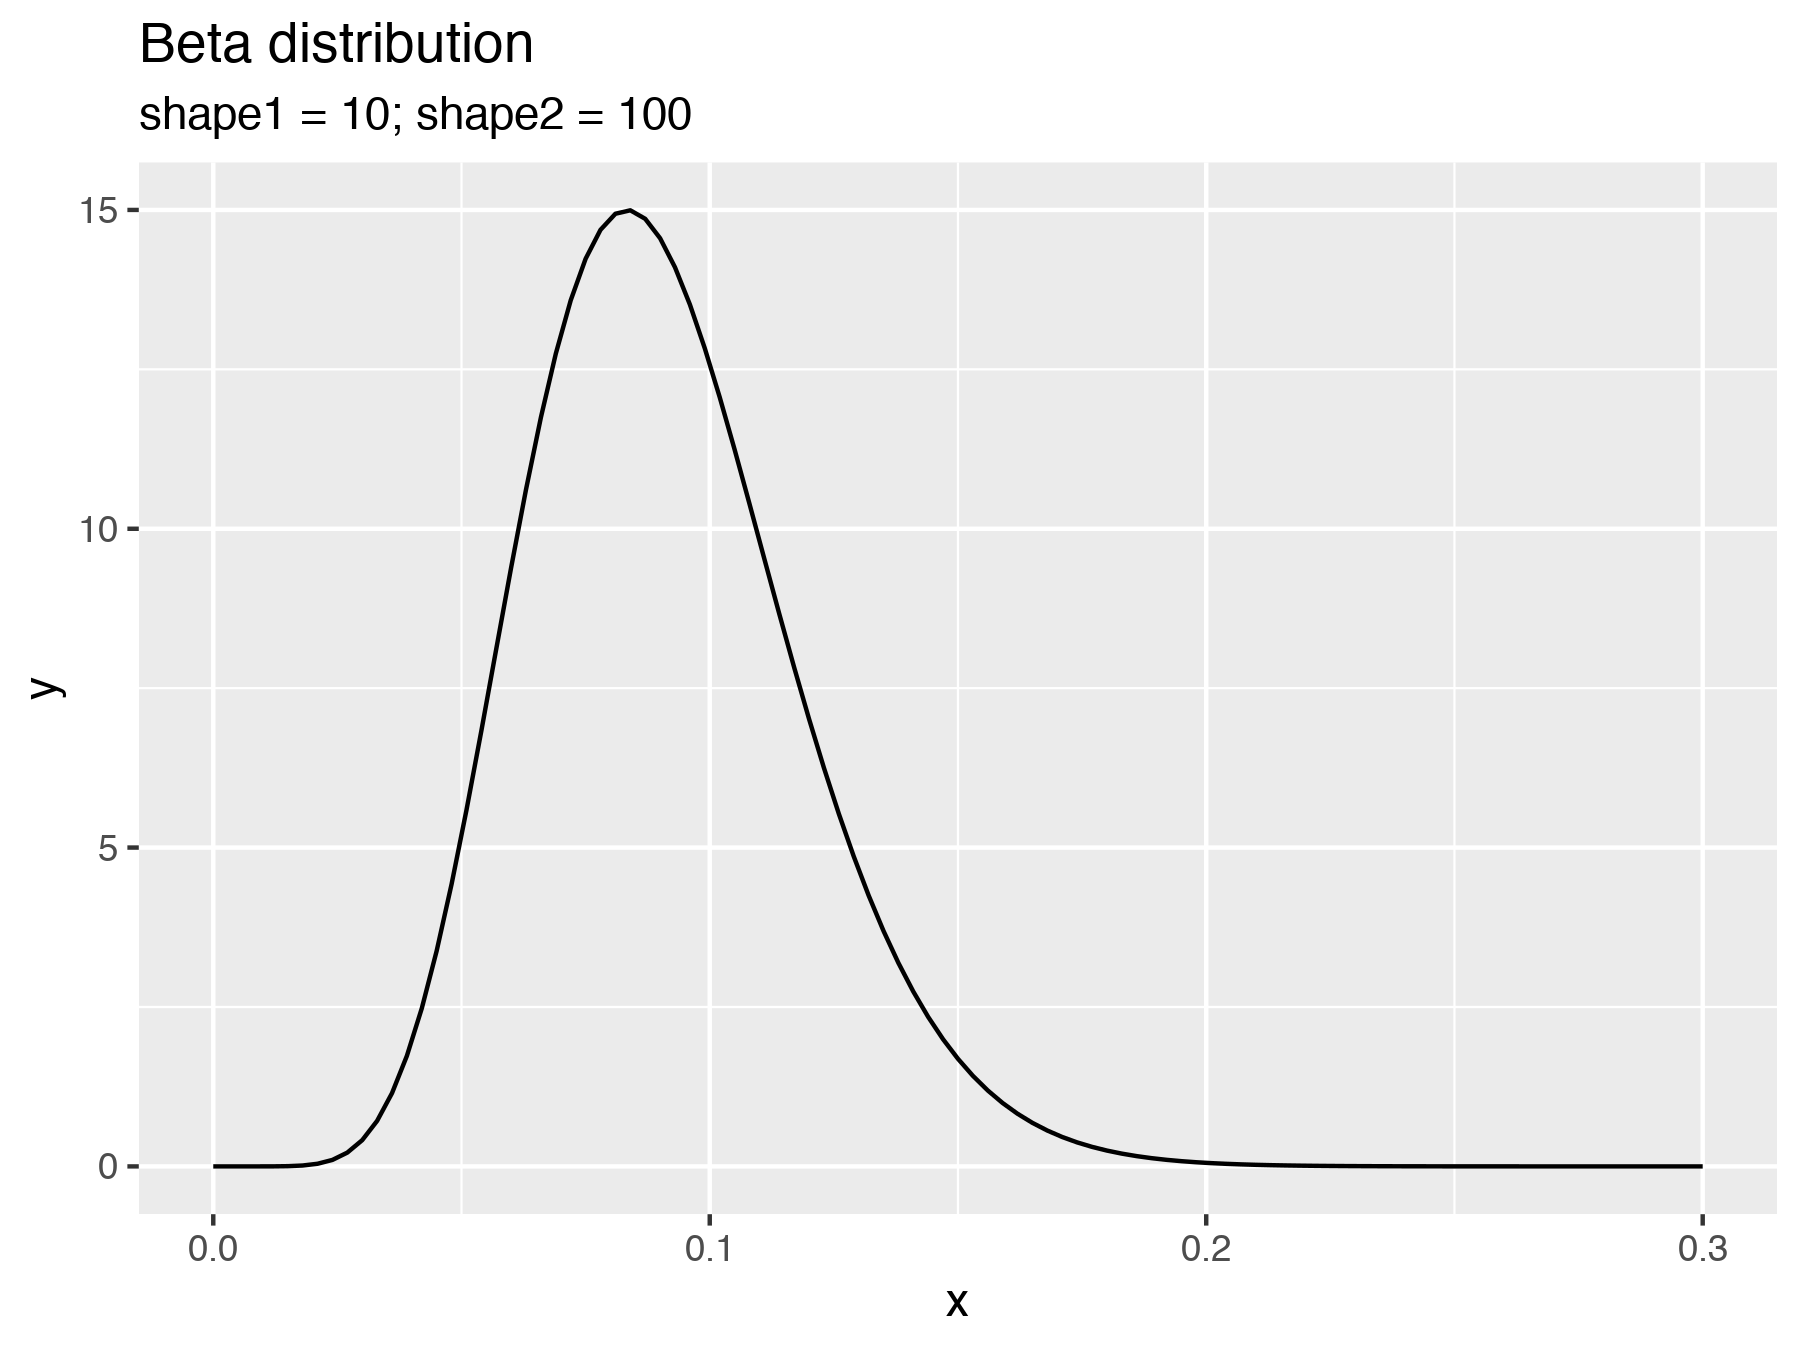 Beta distribution
shape1 = 10; shape2 = 100
15
10
5
0
y
0.0 0.1 0.2 0.3
x